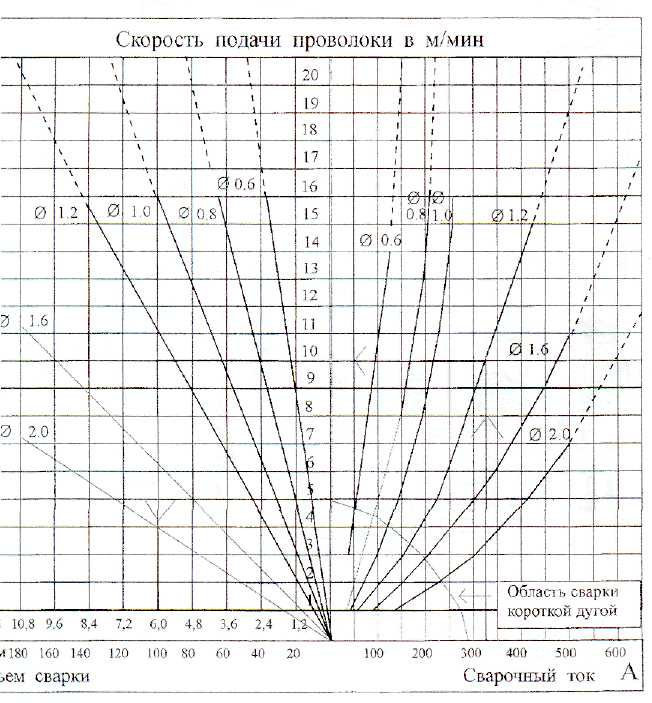 Скорость подачи проволоки в м/мин
20
19
18
17
16
15
14
13
12
11
10
9
8
7
6
5
4
3
2
1
Ø 0.6
Ø 1.2 Ø 1.0 Ø 0.8
Ø 1.6
Ø 2.0
Ø 0.6
Ø 0.8
Ø 1.0
Ø 1.2
Ø 1.6
Ø 2.0
Область сварки
короткой дугой
10,8 9,6 8,4 7,2 6,0 4,8 3,6 2,4 1,2
180 160 140 120 100 80 60 40 20 100 200 300 400 500 600
сварки Сварочный ток А